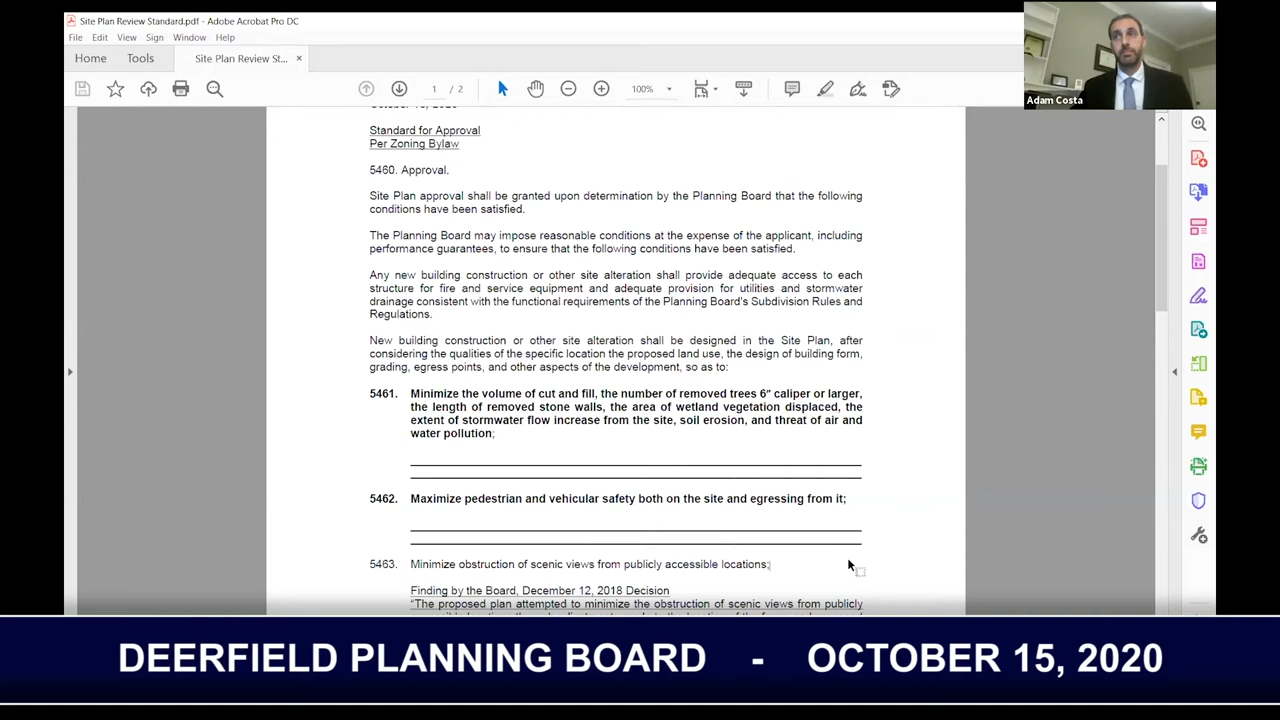 Site Plan Review Standard.pdf - Adobe Acrobat Pro DC
File Edit View Sign Window Help
Home Tools Site Plan Review St... ×
1 / 2 100%
Adam Costa
Standard for Approval
Per Zoning Bylaw
5460. Approval.
Site Plan approval shall be granted upon determination by the Planning Board that the following
conditions have been satisfied.
The Planning Board may impose reasonable conditions at the expense of the applicant, including
performance guarantees, to ensure that the following conditions have been satisfied.
Any new building construction or other site alteration shall provide adequate access to each
structure for fire and service equipment and adequate provision for utilities and stormwater
drainage consistent with the functional requirements of the Planning Board's Subdivision Rules and
Regulations.
New building construction or other site alteration shall be designed in the Site Plan, after
considering the qualities of the specific location the proposed land use, the design of building form,
grading, egress points, and other aspects of the development, so as to:
5461. Minimize the volume of cut and fill, the number of removed trees 6" caliper or larger,
the length of removed stone walls, the area of wetland vegetation displaced, the
extent of stormwater flow increase from the site, soil erosion, and threat of air and
water pollution;
5462. Maximize pedestrian and vehicular safety both on the site and egressing from it;
5463. Minimize obstruction of scenic views from publicly accessible locations;
Finding by the Board, December 12, 2018 Decision
"The proposed plan attempted to minimize the obstruction of scenic views from publicly
DEERFIELD PLANNING BOARD - OCTOBER 15, 2020